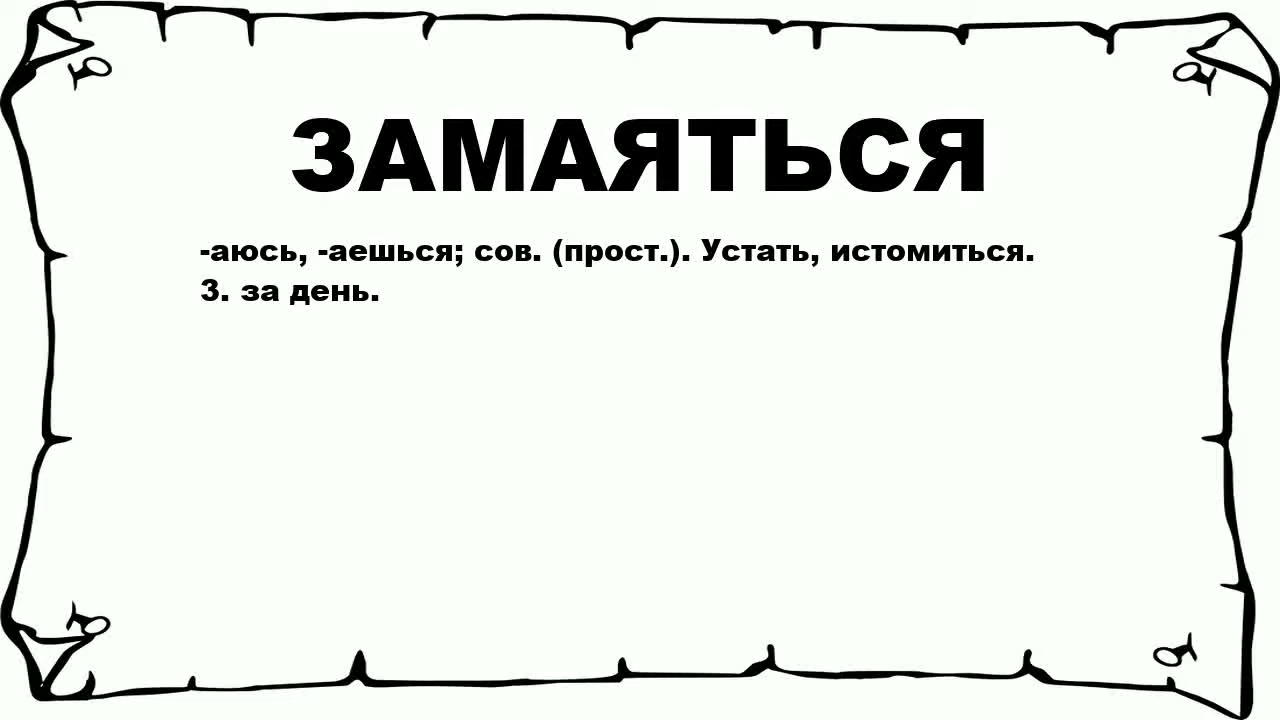 ЗАМАЯТЬСЯ
-аюсь, -аешься; сов. (прост.). Устать, истомиться.
З. за день.